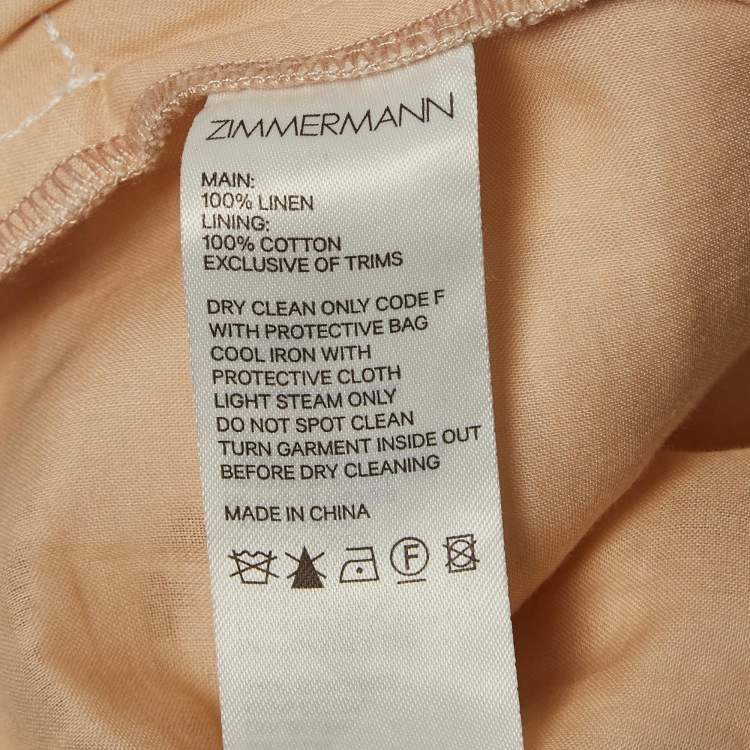 ZIMMERMANN
MAIN:
100% LINEN
LINING:
100% COTTON
EXCLUSIVE OF TRIMS
DRY CLEAN ONLY CODE F
WITH PROTECTIVE BAG
COOL IRON WITH
PROTECTIVE CLOTH
LIGHT STEAM ONLY
DO NOT SPOT CLEAN
TURN GARMENT INSIDE OUT
BEFORE DRY CLEANING
MADE IN CHINA
F